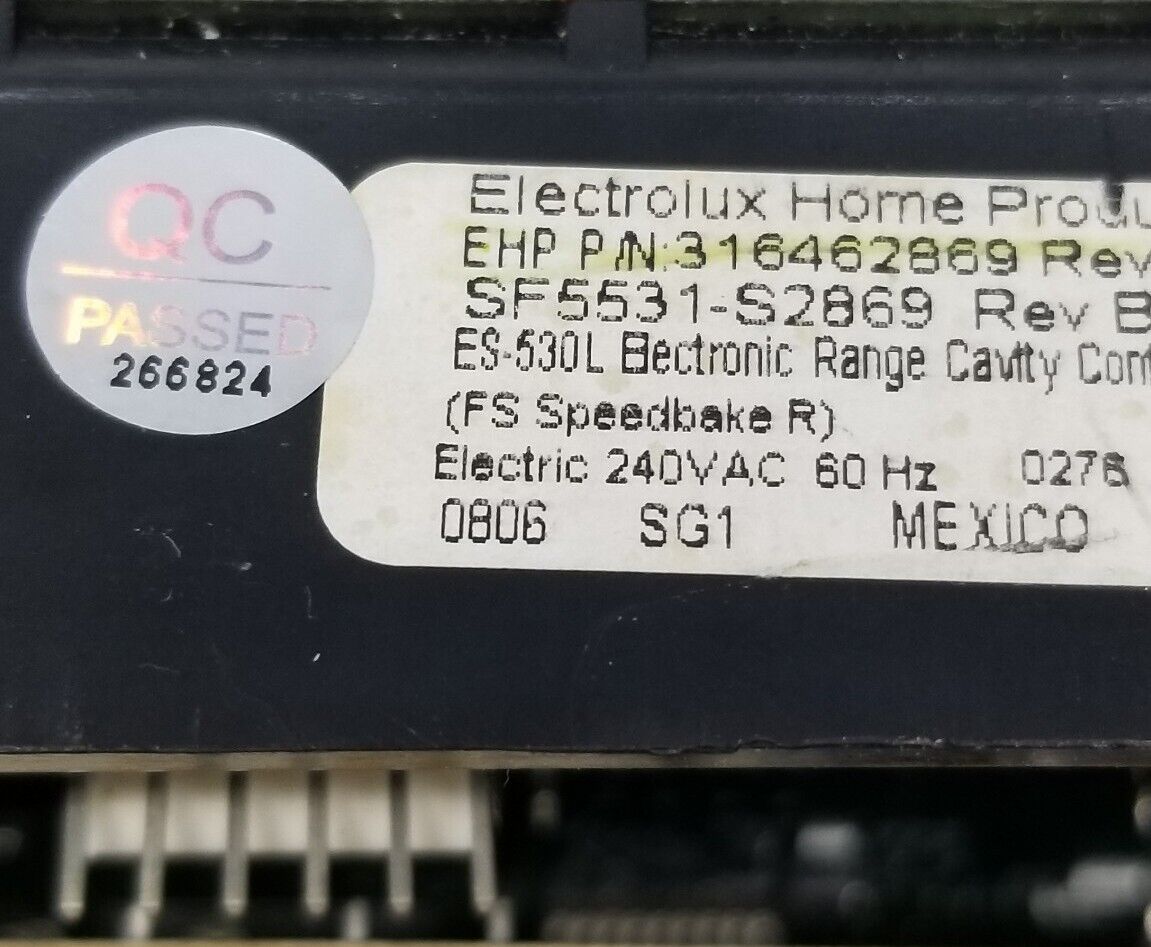 QC
PASSED
266824
Electrolux Home Produ
EHP P/N:316462869 Rev
SF5531-S2869 Rev B
ES-530L Electronic Range Cavity Con
(FS Speedbake R)
Electric 240VAC 60 Hz 0276
0806 SG1 MEXICO